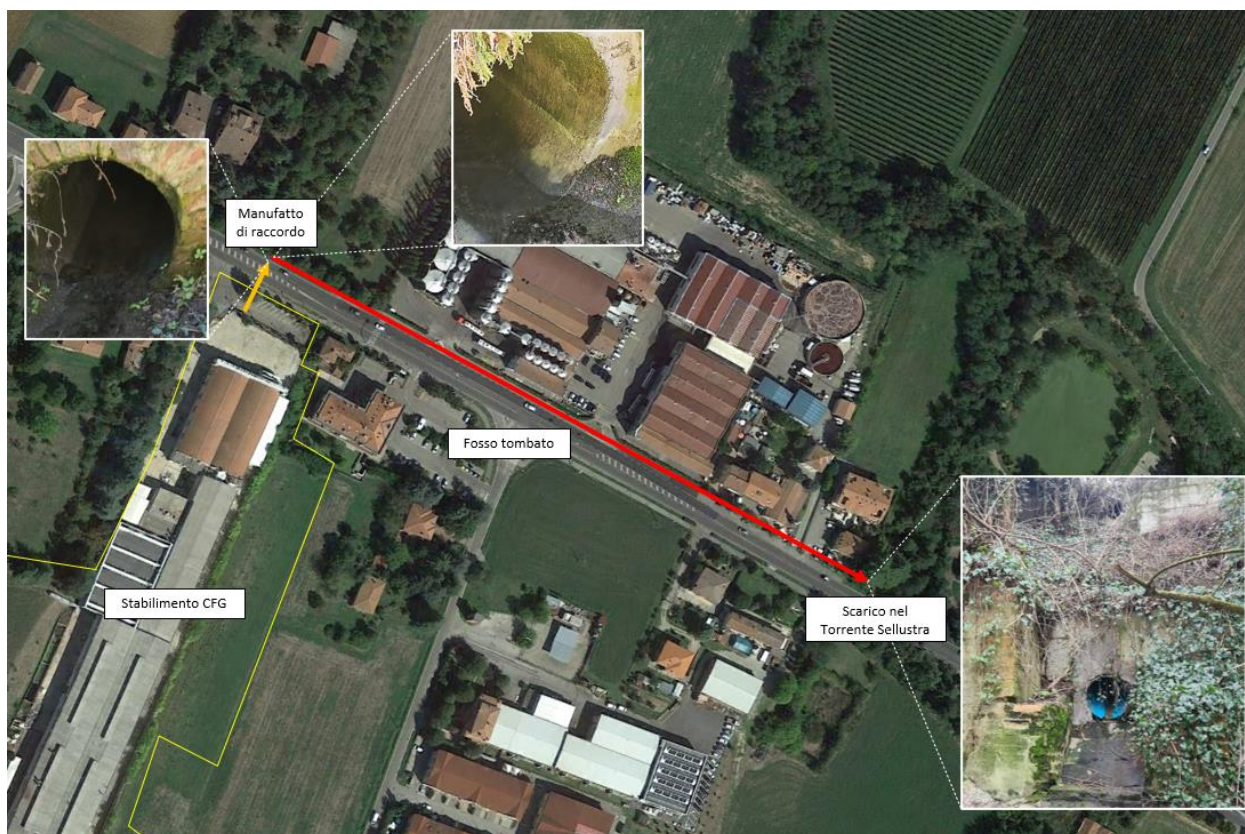 Manufatto
di raccordo
Fosso tombato
Stabilimento CFG
Scarico nel
Torrente Sellustra